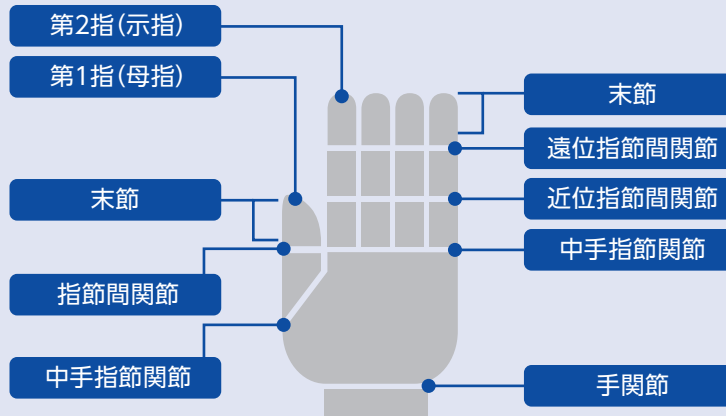 第2指(示指)
第1指(母指)
末節
指節間関節
中手指節関節
末節
遠位指節間関節
近位指節間関節
中手指節関節
手関節